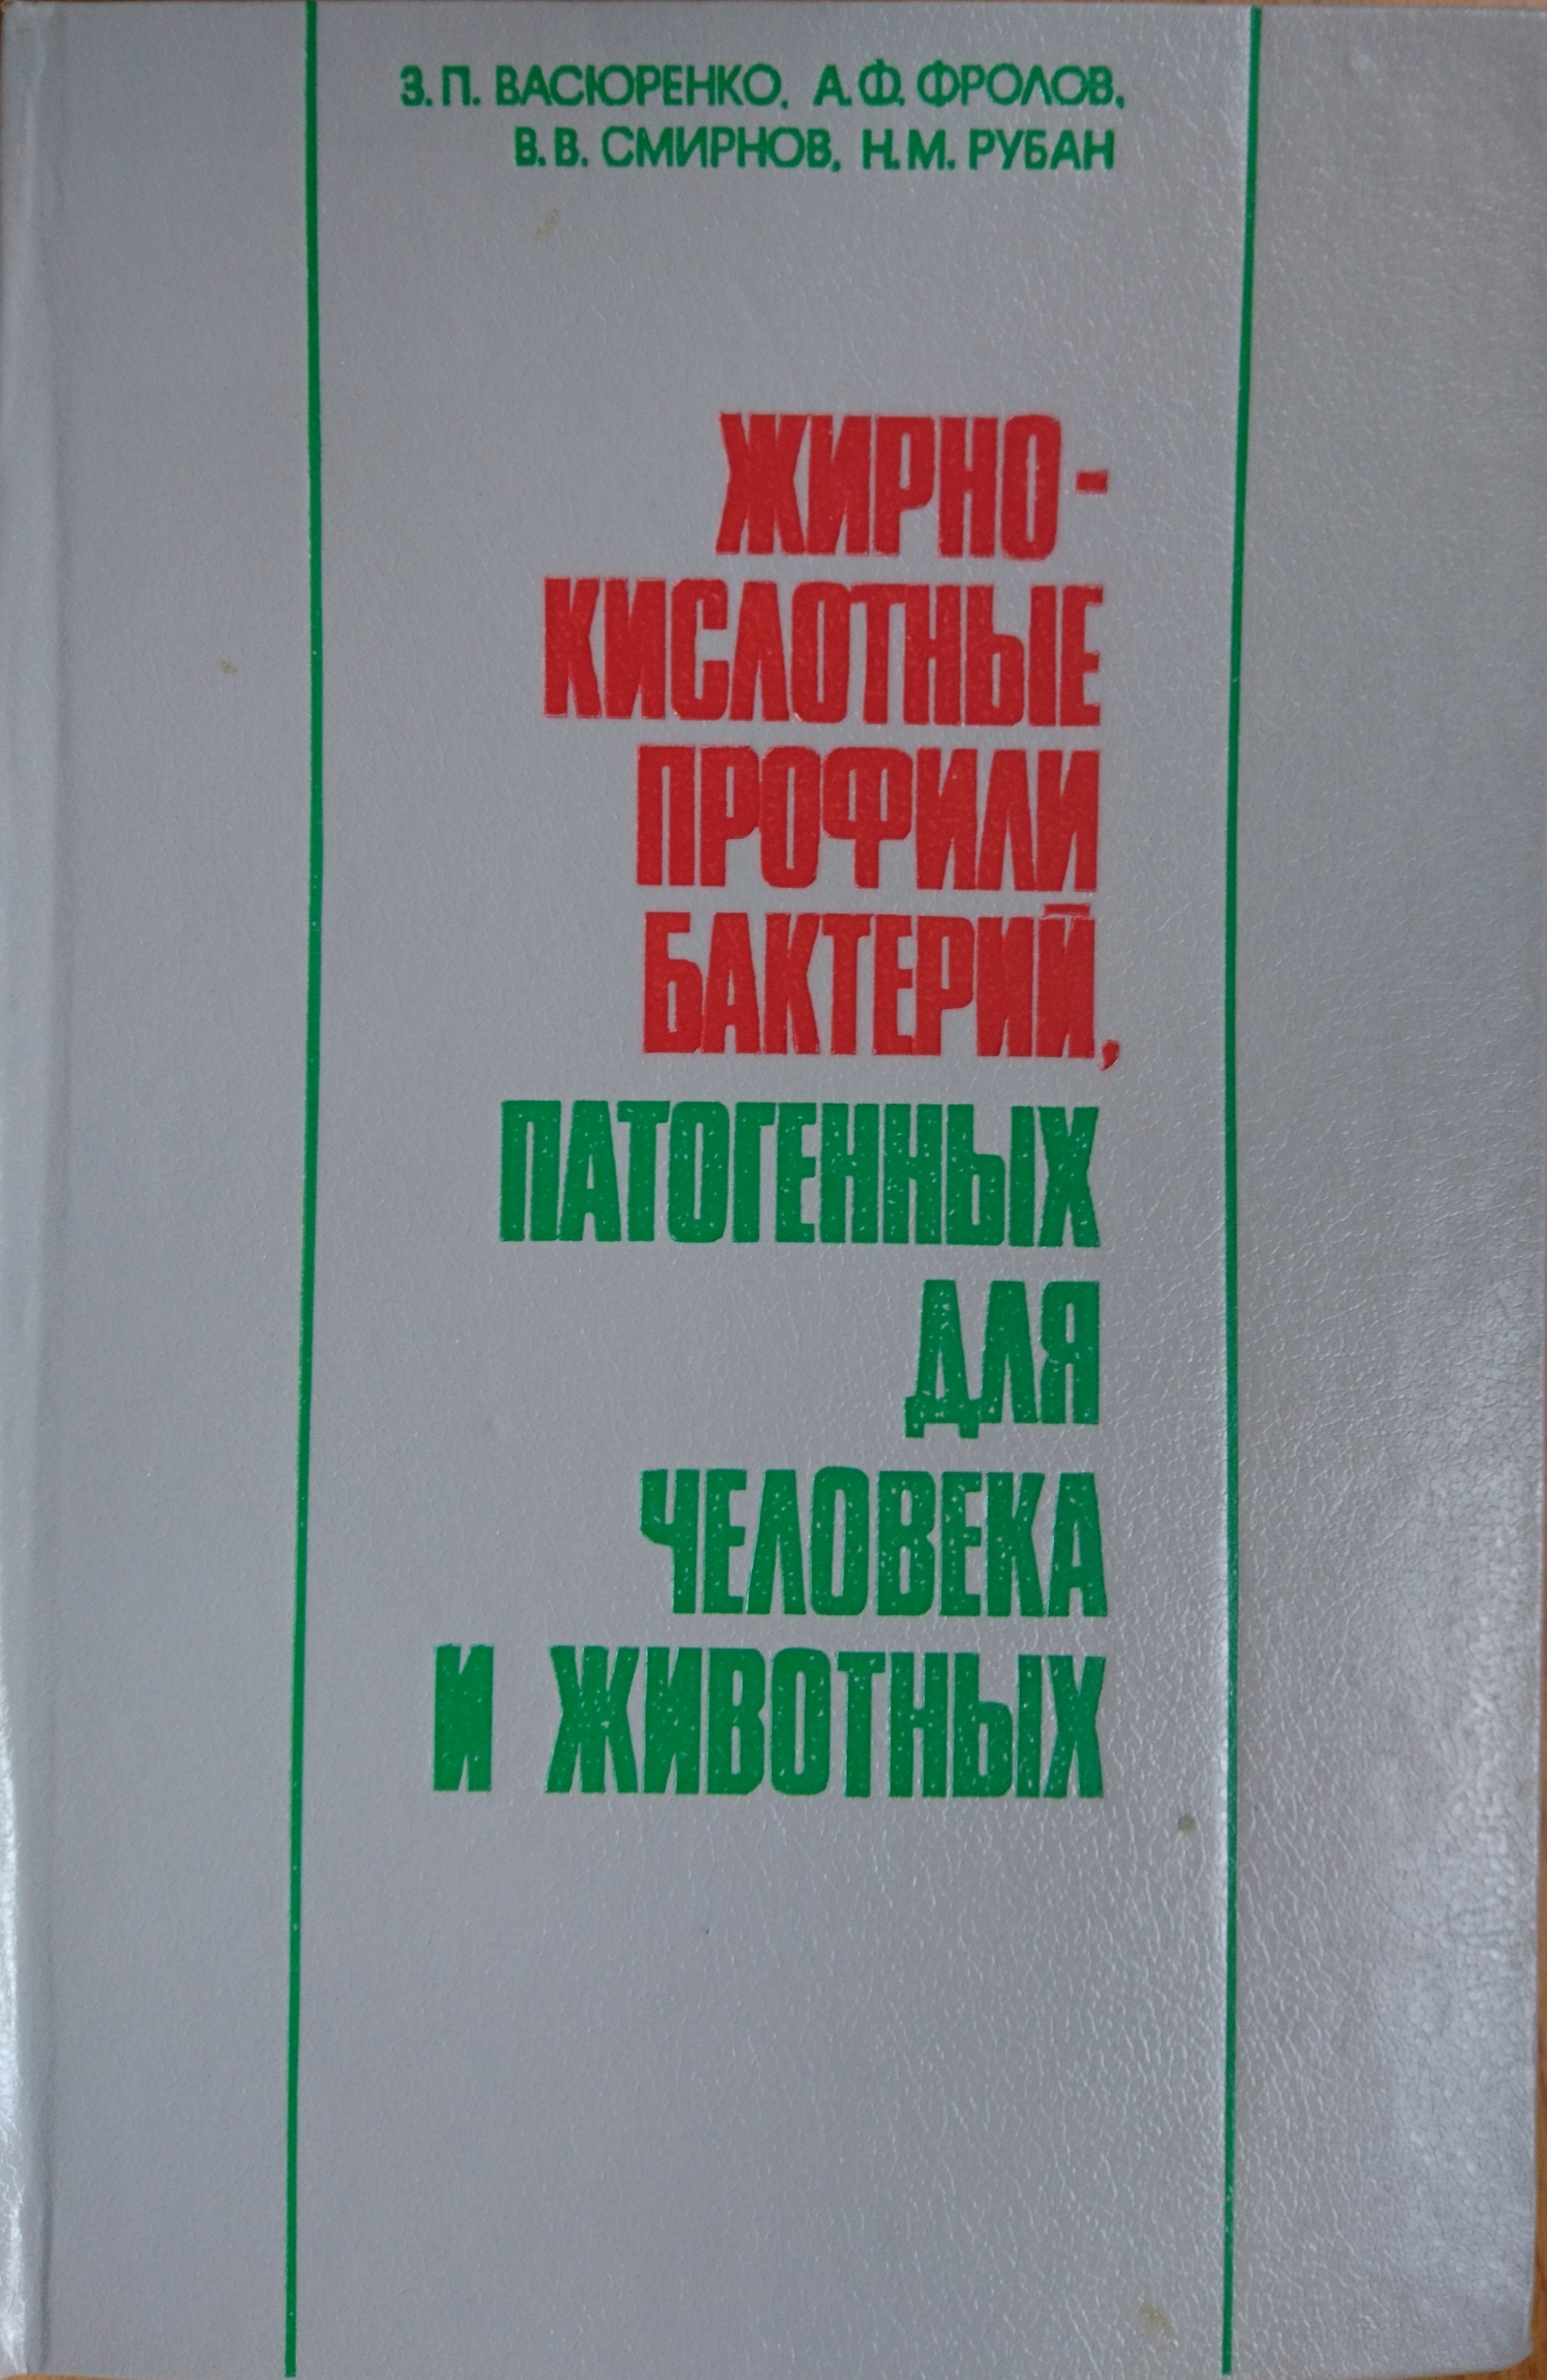 З. П. ВАСЮРЕНКО, А. Ф. ФРОЛОВ,
В. В. СМИРНОВ, Н. М. РУБАН
ЖИРНО-
КИСЛОТНЫЕ
ПРОФИЛИ
БАКТЕРИЙ,
ПАТОГЕННЫХ
ДЛЯ
ЧЕЛОВЕКА
И ЖИВОТНЫХ